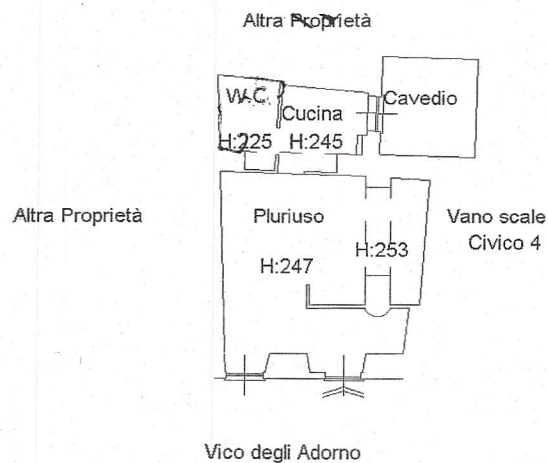 Altra Proprietà
W.C.
Cucina
Cavedio
H:225
H:245
Altra Proprietà
Pluriuso
Vano scale
Civico 4
H:253
H:247
Vico degli Adorno